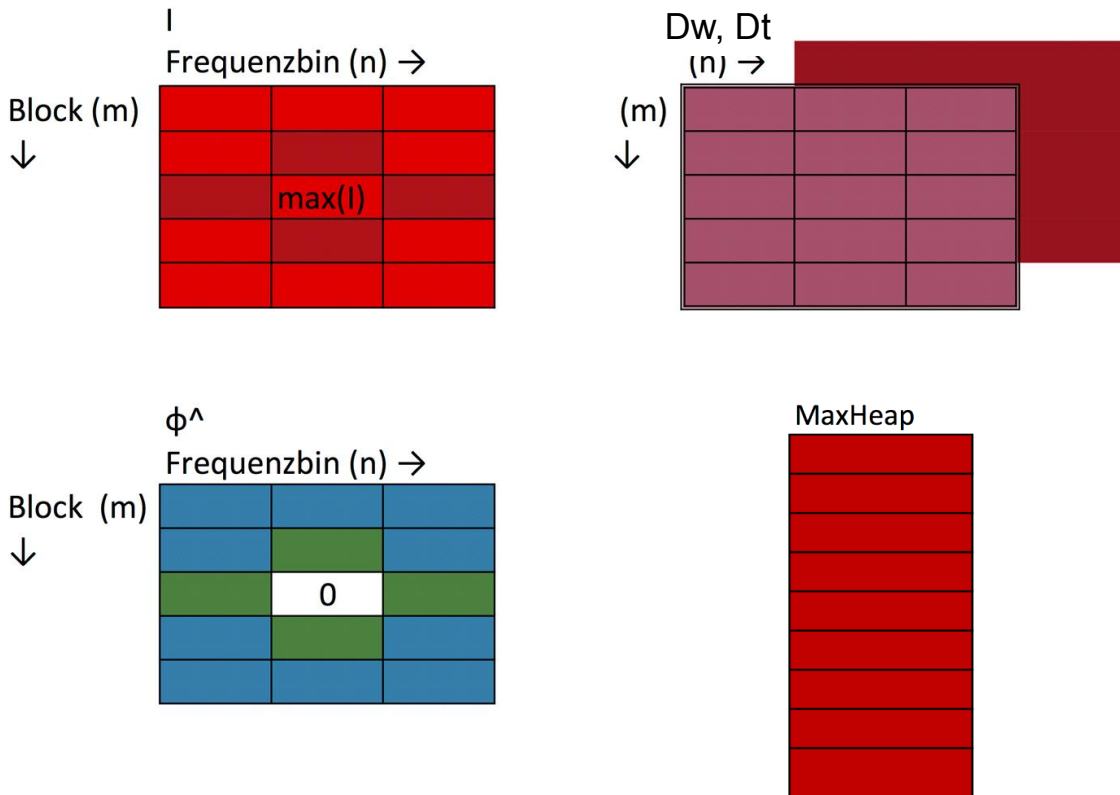 I
Frequenzbin (n) →
Block (m)
↓
max(I)
Dw, Dt
(n) →
(m)
↓
ϕ^
Frequenzbin (n) →
Block (m)
↓
0
MaxHeap